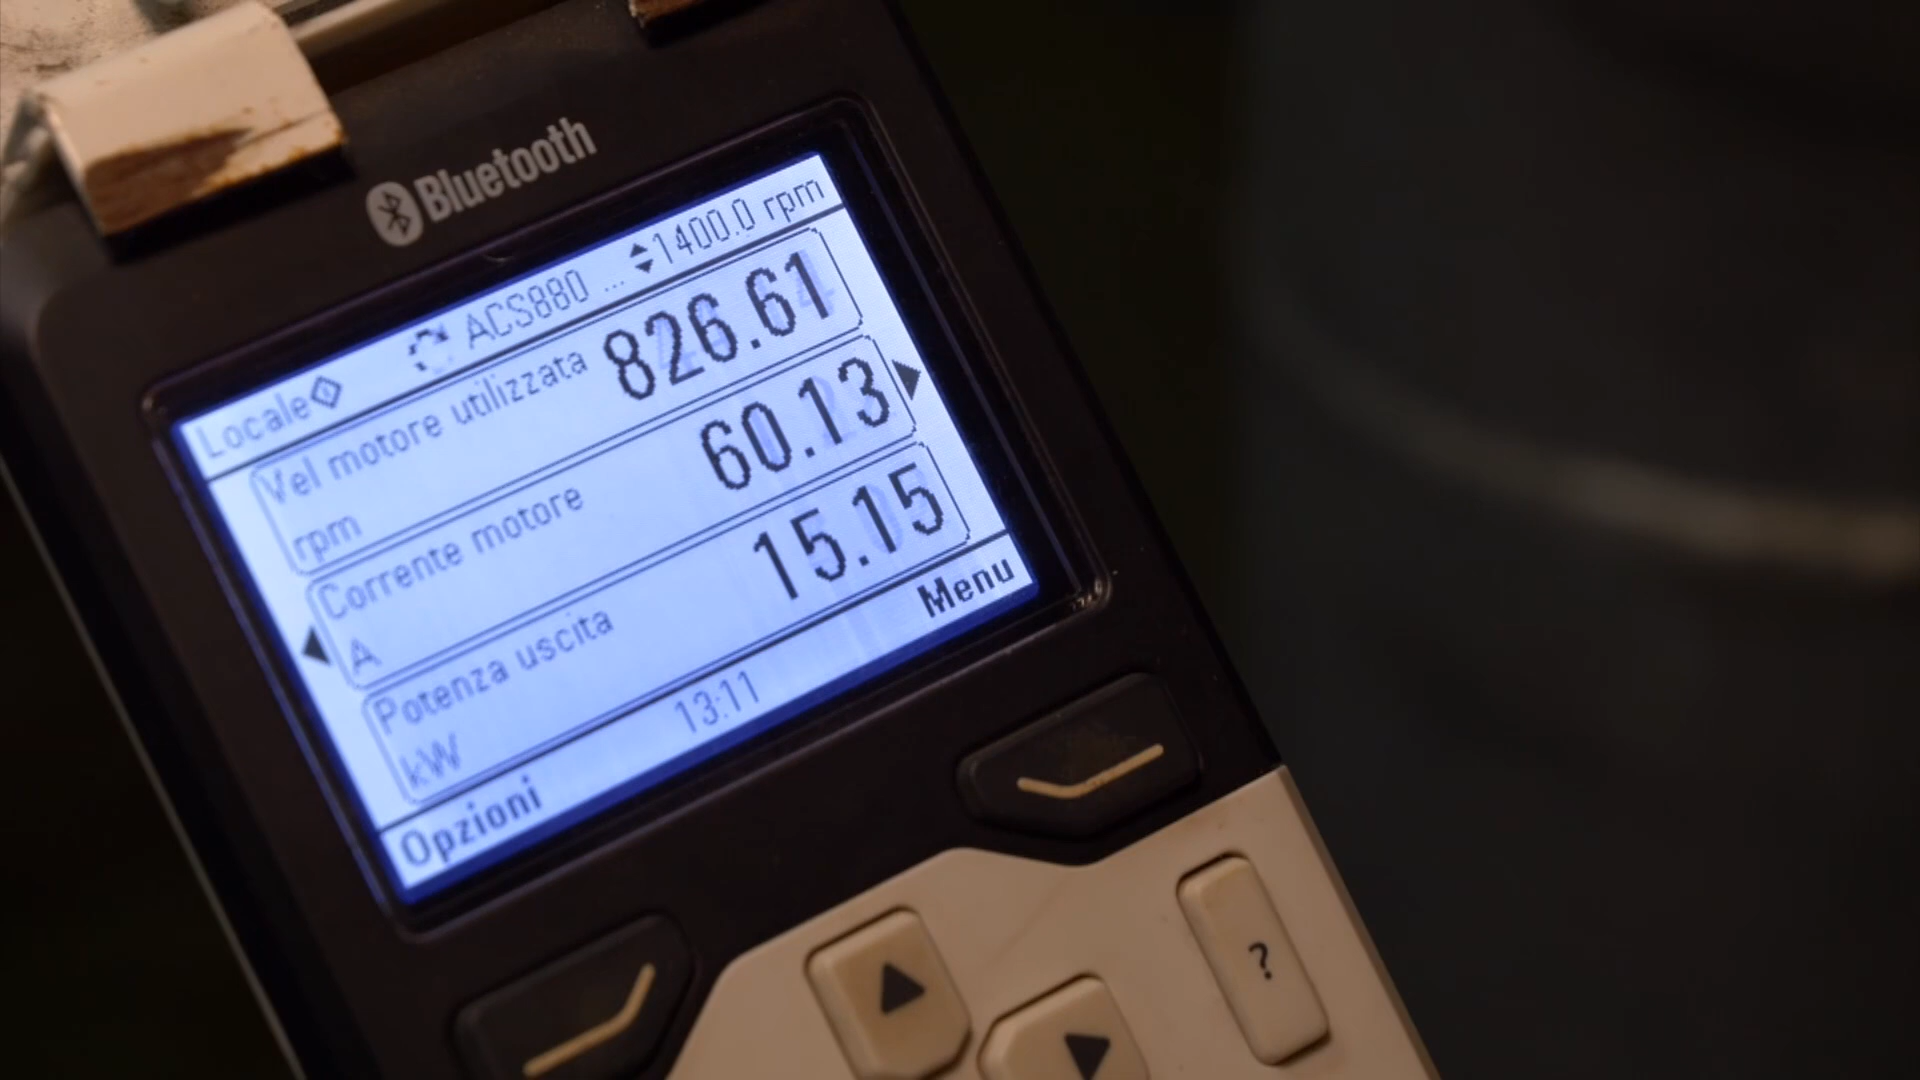 Bluetooth
Locale ACS880 ... 1400.0 rpm
Vel motore utilizzata 826.61
rpm
Corrente motore 60.13
A
Potenza uscita 15.15
kW
Opzioni 13:11 Menu
?